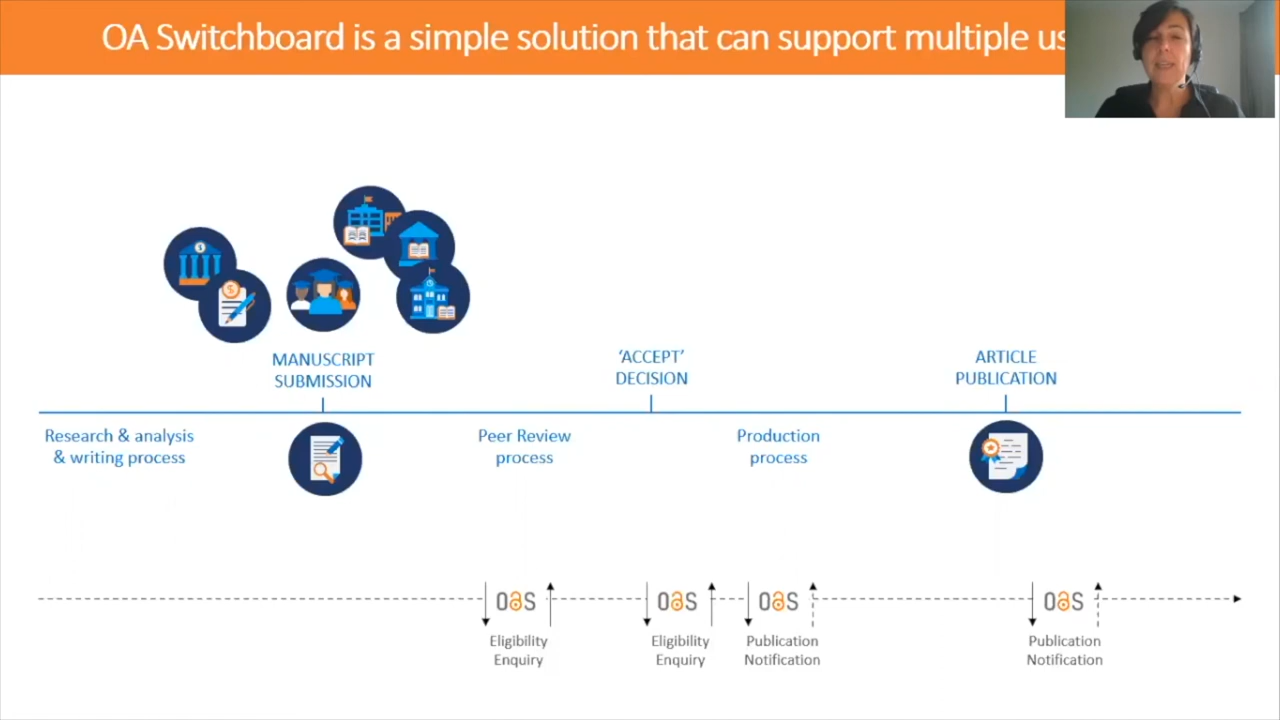 OA Switchboard is a simple solution that can support multiple
MANUSCRIPT
SUBMISSION
'ACCEPT'
DECISION
ARTICLE
PUBLICATION
Research & analysis
& writing process
Peer Review
process
Production
process
OaS
OaS
OaS
OaS
Eligibility
Enquiry
Eligibility
Enquiry
Publication
Notification
Publication
Notification